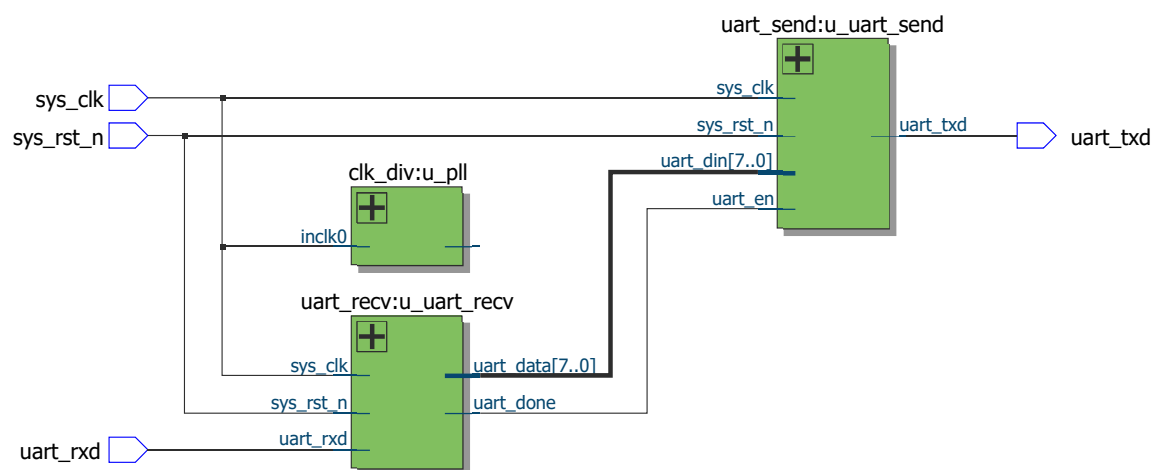 uart_send:u_uart_send
sys_clk
sys_clk
sys_rst_n
sys_rst_n
uart_txd
uart_txd
uart_din[7..0]
clk_div:u_pll
uart_en
inclk0
uart_recv:u_uart_recv
sys_clk
uart_data[7..0]
sys_rst_n
uart_done
uart_rxd
uart_rxd